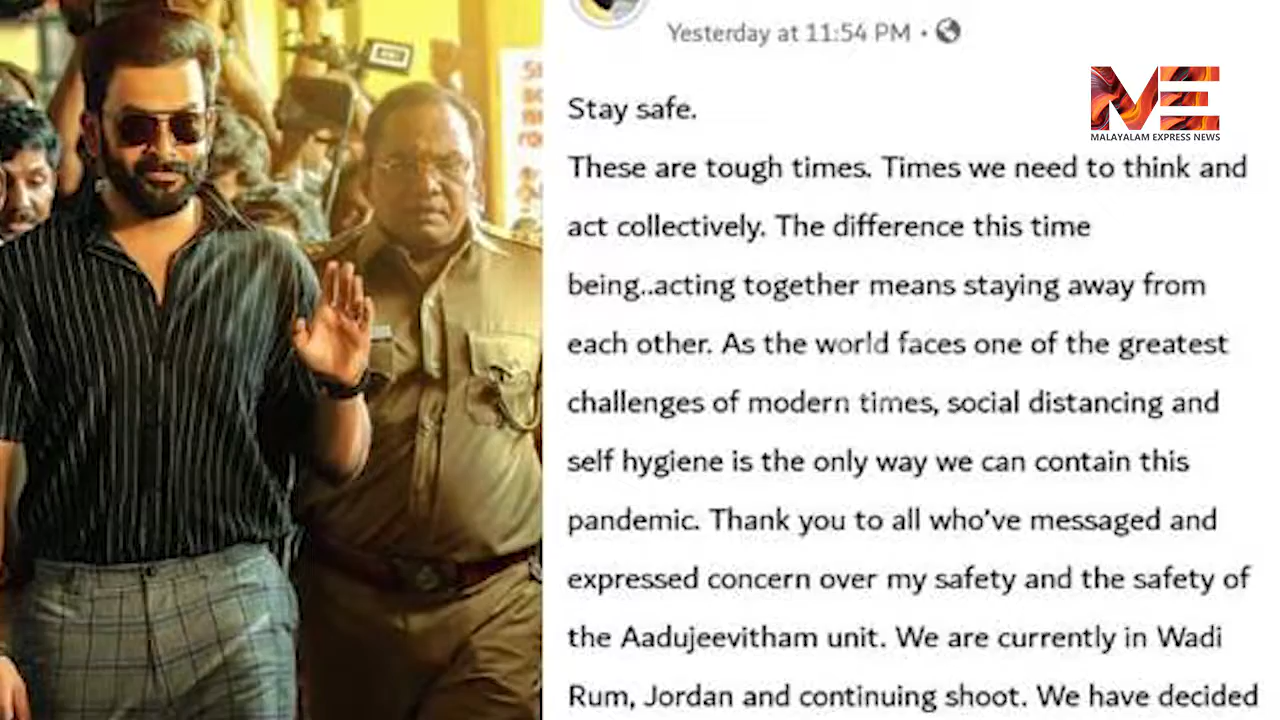 Yesterday at 11:54 PM •
MALAYALAM EXPRESS NEWS
Stay safe.
These are tough times. Times we need to think and
act collectively. The difference this time
being..acting together means staying away from
each other. As the world faces one of the greatest
challenges of modern times, social distancing and
self hygiene is the only way we can contain this
pandemic. Thank you to all who've messaged and
expressed concern over my safety and the safety of
the Aadujeevitham unit. We are currently in Wadi
Rum, Jordan and continuing shoot. We have decided